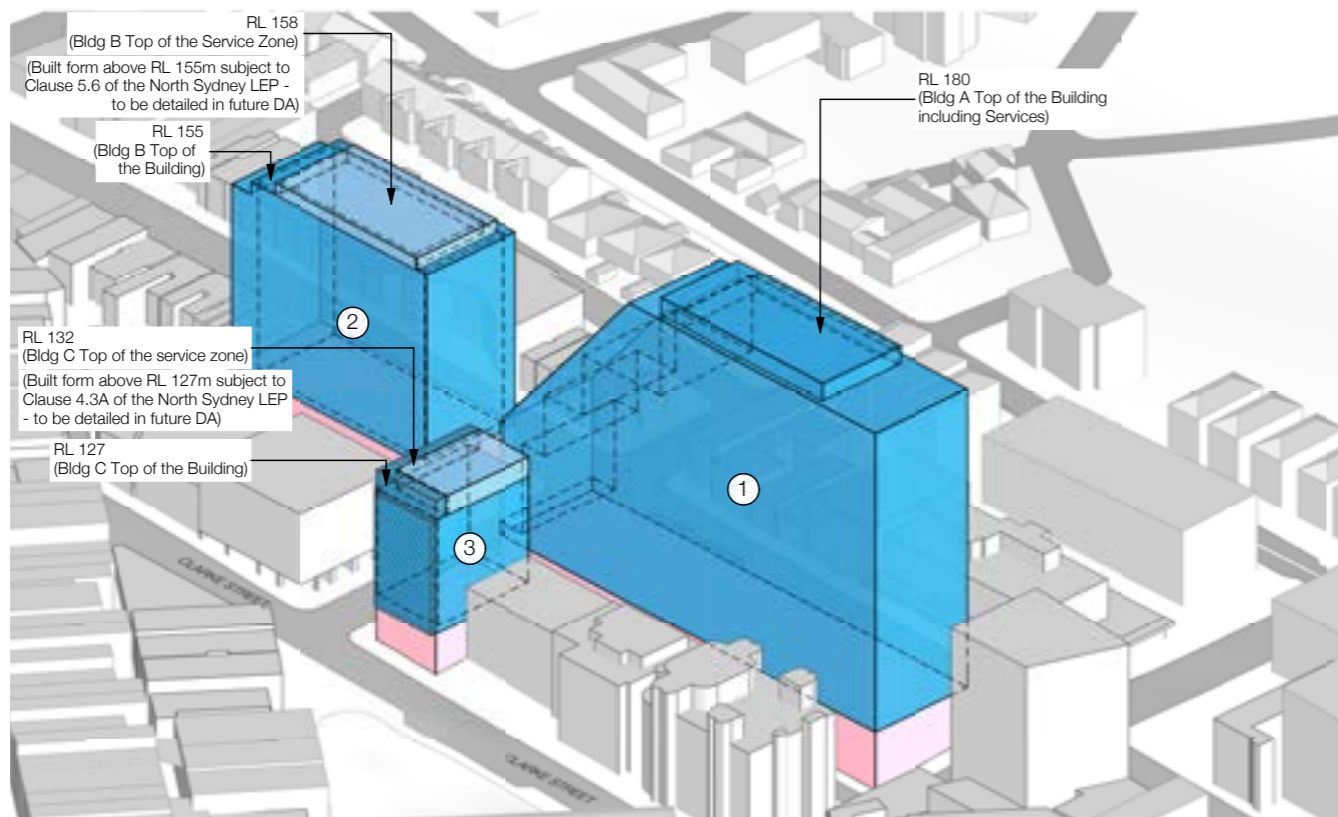 RL 158
(Bldg B Top of the Service Zone)
(Built form above RL 155m subject to
Clause 5.6 of the North Sydney LEP -
to be detailed in future DA)
RL 155
(Bldg B Top of
the Building)
RL 180
(Bldg A Top of the Building
including Services)
2
RL 132
(Bldg C Top of the service zone)
(Built form above RL 127m subject to
Clause 4.3A of the North Sydney LEP
- to be detailed in future DA)
RL 127
(Bldg C Top of the Building)
1
3
CLARKE STREET
CLARKE STREET